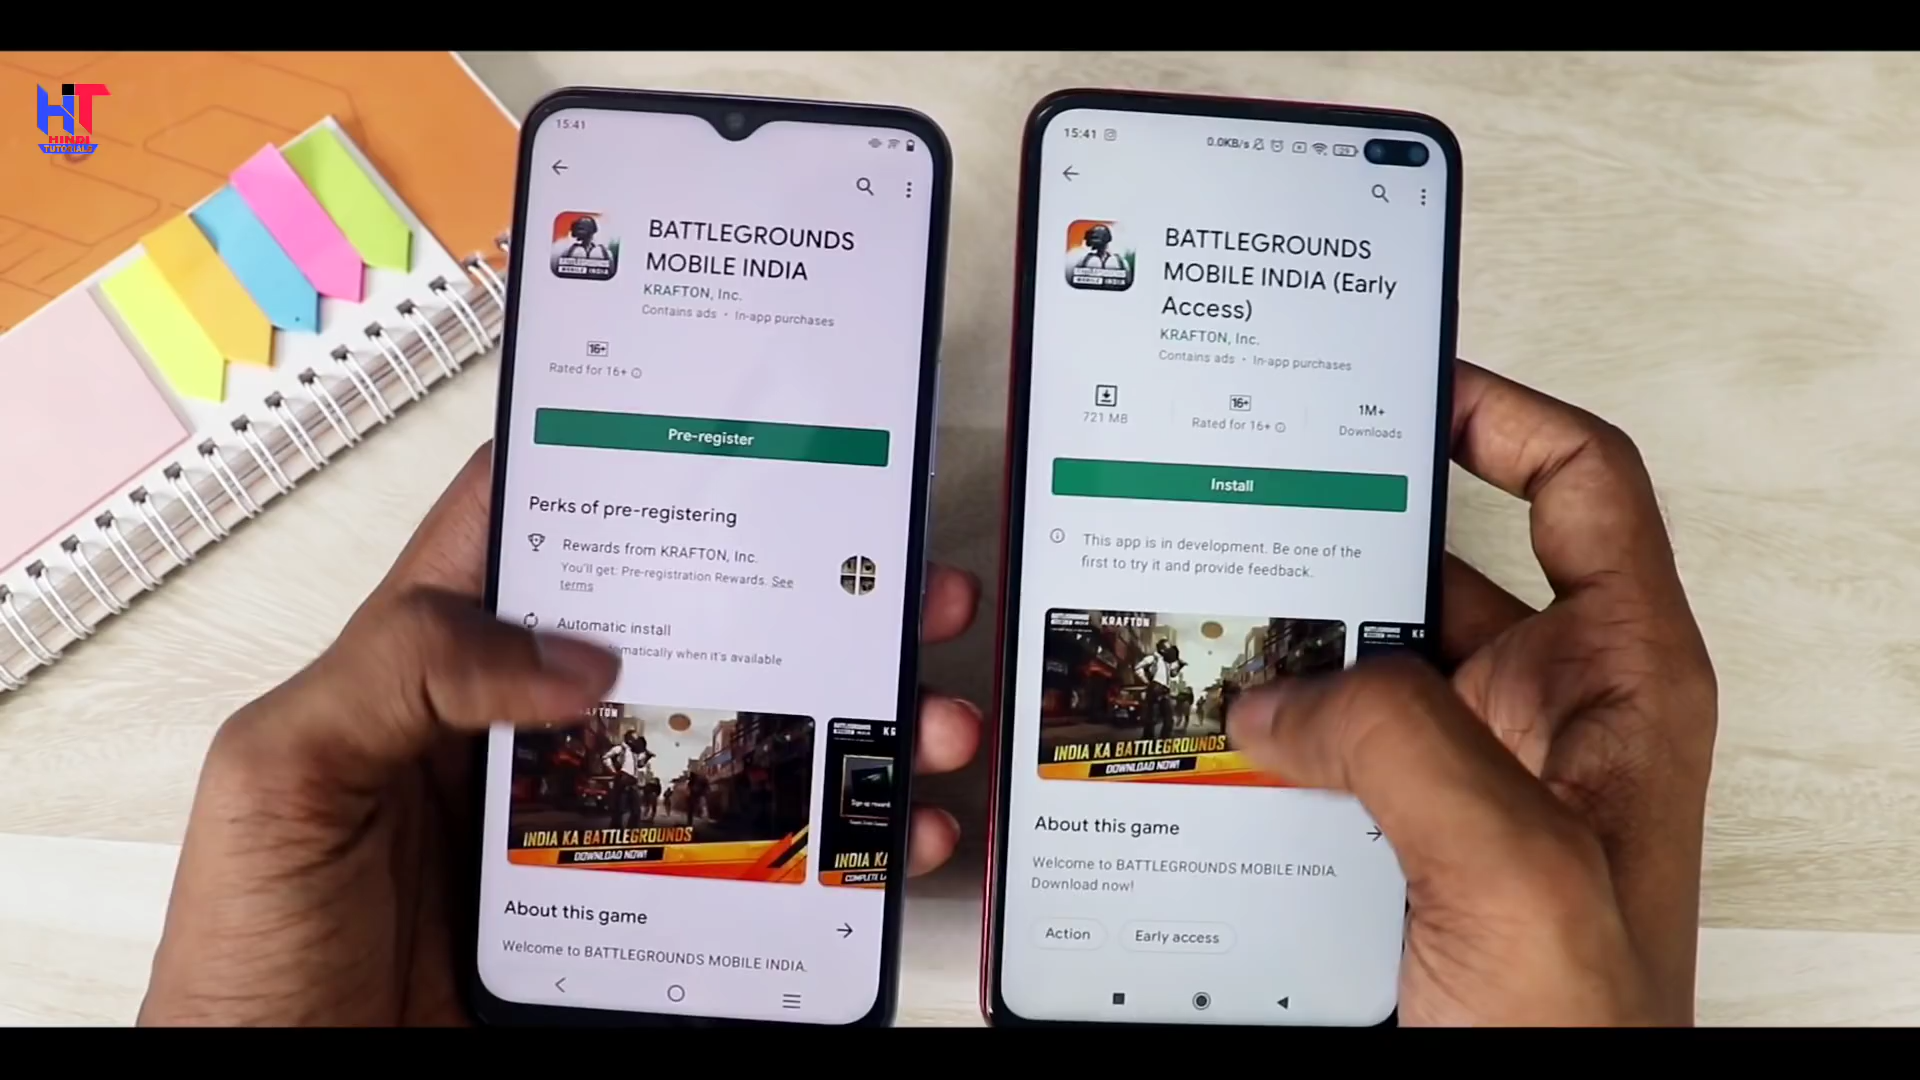 HT
HINDI
TUTORIALS
15:41
BATTLEGROUNDS
MOBILE INDIA
KRAFTON, Inc.
Contains ads • In-app purchases
16+
Rated for 16+
Pre-register
Perks of pre-registering
Rewards from KRAFTON, Inc.
You'll get: Pre-registration Rewards. See
terms
Automatic install
when it's available
INDIA KA BATTLEGROUNDS
DOWNLOAD NOW!
About this game
Welcome to BATTLEGROUNDS MOBILE INDIA.
15:41
0.0KB/s
29
BATTLEGROUNDS
MOBILE INDIA (Early
Access)
KRAFTON, Inc.
Contains ads • In-app purchases
721 MB
16+
Rated for 16+
1M+
Downloads
Install
This app is in development. Be one of the
first to try it and provide feedback.
KRAFTON
INDIA KA BATTLEGROUNDS
DOWNLOAD NOW!
About this game
Welcome to BATTLEGROUNDS MOBILE INDIA.
Download now!
Action
Early access